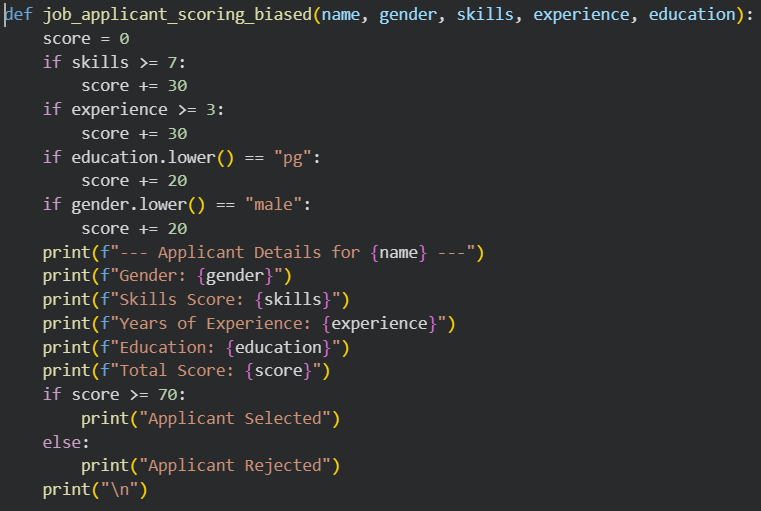 def job_applicant_scoring_biased(name, gender, skills, experience, education):
    score = 0
    if skills >= 7:
        score += 30
    if experience >= 3:
        score += 30
    if education.lower() == "pg":
        score += 20
    if gender.lower() == "male":
        score += 20
    print(f"--- Applicant Details for {name} ---")
    print(f"Gender: {gender}")
    print(f"Skills Score: {skills}")
    print(f"Years of Experience: {experience}")
    print(f"Education: {education}")
    print(f"Total Score: {score}")
    if score >= 70:
        print("Applicant Selected")
    else:
        print("Applicant Rejected")
    print("\n")